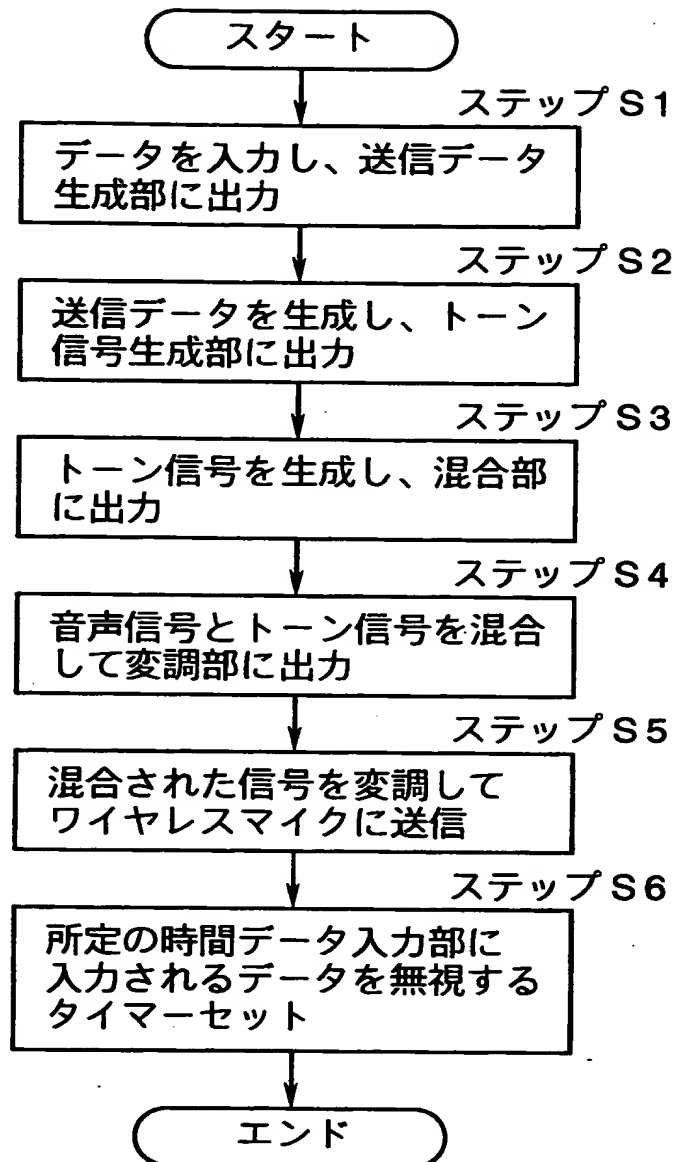 スタート
ステップS1
データを入力し、送信データ
生成部に出力
ステップS2
送信データを生成し、トーン
信号生成部に出力
ステップS3
トーン信号を生成し、混合部
に出力
ステップS4
音声信号とトーン信号を混合
して変調部に出力
ステップS5
混合された信号を変調して
ワイヤレスマイクに送信
ステップS6
所定の時間データ入力部に
入力されるデータを無視する
タイマーセット
エンド